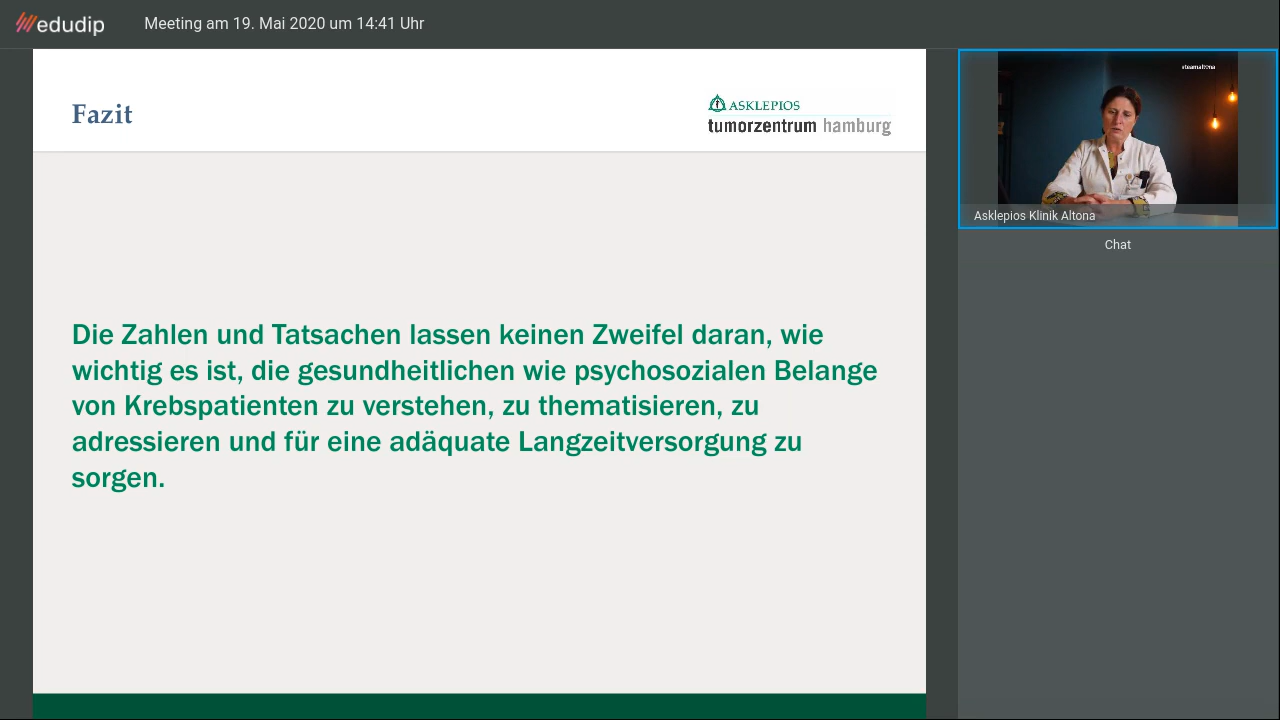 edudip
Meeting am 19. Mai 2020 um 14:41 Uhr
Fazit
ASKLEPIOS
tumorzentrum hamburg
Die Zahlen und Tatsachen lassen keinen Zweifel daran, wie
wichtig es ist, die gesundheitlichen wie psychosozialen Belange
von Krebspatienten zu verstehen, zu thematisieren, zu
adressieren und für eine adäquate Langzeitversorgung zu
sorgen.
#teamaltona
Asklepios Klinik Altona
Chat